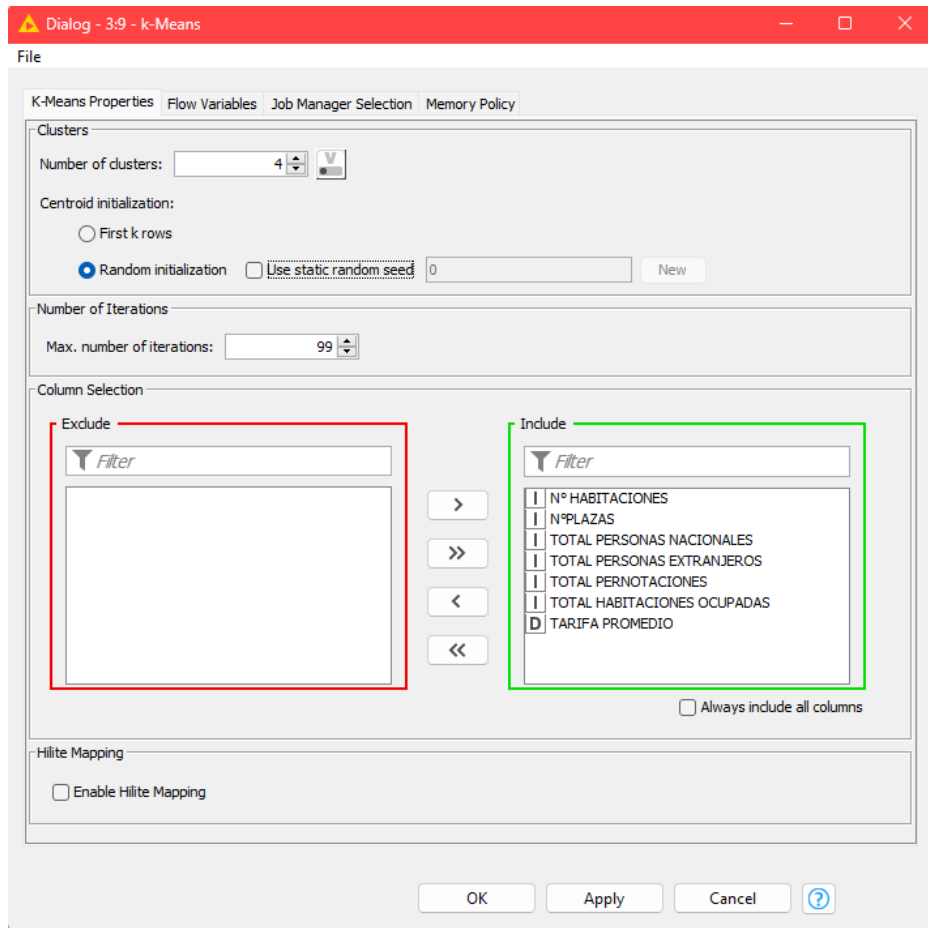 Dialog - 3:9 - k-Means
File
K-Means Properties Flow Variables Job Manager Selection Memory Policy
Clusters
Number of clusters: 4 V
Centroid initialization:
First k rows
Random initialization Use static random seed 0 New
Number of Iterations
Max. number of iterations: 99
Column Selection
Exclude Include
Filter Filter
I Nº HABITACIONES
I NºPLAZAS
I TOTAL PERSONAS NACIONALES
I TOTAL PERSONAS EXTRANJEROS
I TOTAL PERNOTACIONES
I TOTAL HABITACIONES OCUPADAS
D TARIFA PROMEDIO
>
>>
<
<<
Always include all columns
Hilite Mapping
Enable Hilite Mapping
OK Apply Cancel ?